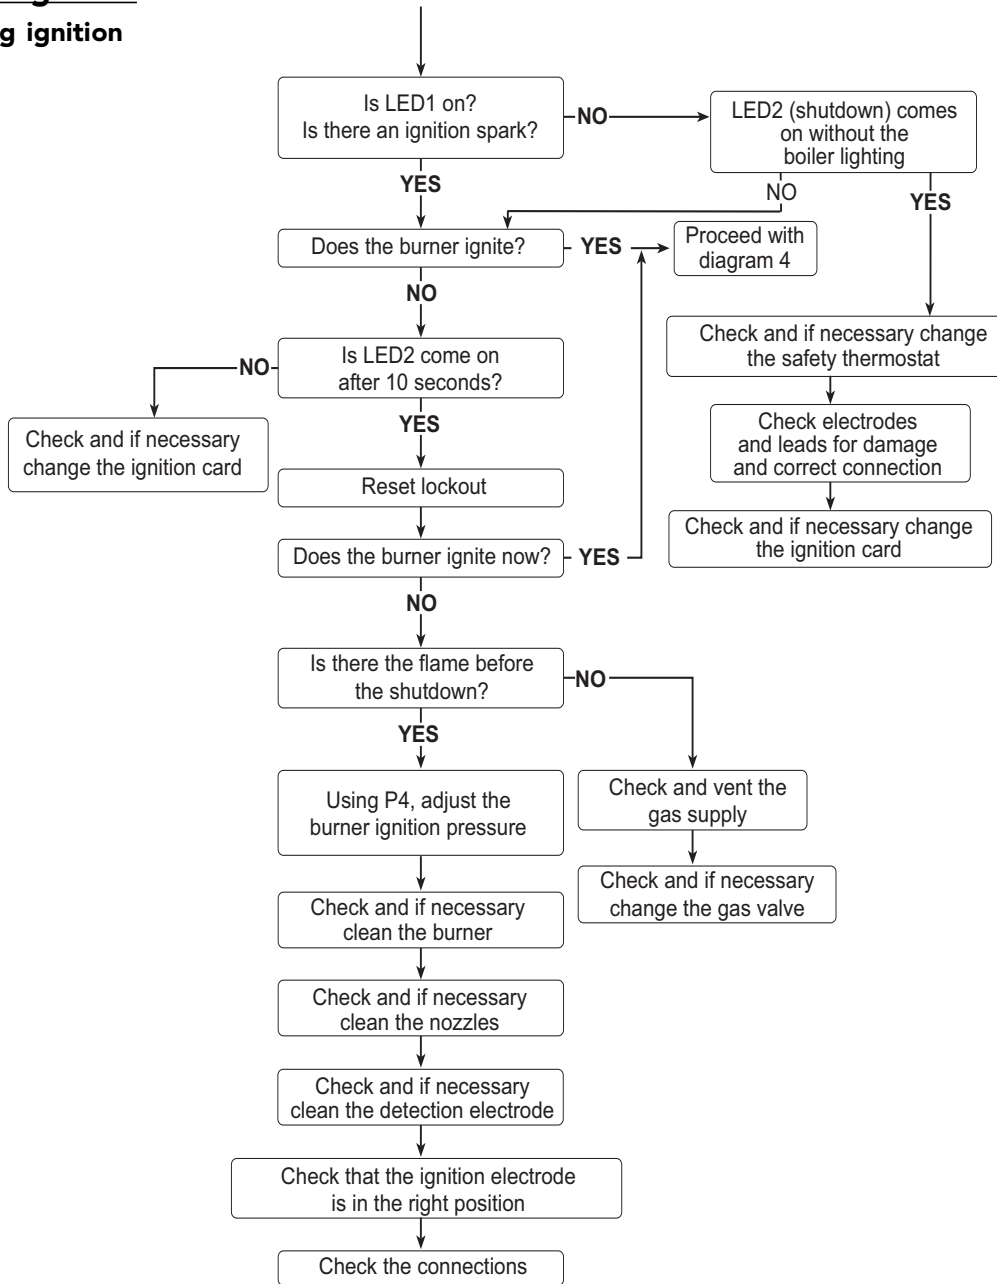 g ignition
Is LED1 on?
Is there an ignition spark?
NO
LED2 (shutdown) comes
on without the
boiler lighting
YES
NO
YES
Does the burner ignite?
YES
Proceed with
diagram 4
NO
Check and if necessary change
the safety thermostat
Is LED2 come on
after 10 seconds?
NO
YES
Check electrodes
and leads for damage
and correct connection
Check and if necessary
change the ignition card
Reset lockout
Check and if necessary change
the ignition card
Does the burner ignite now?
YES
NO
Is there the flame before
the shutdown?
NO
YES
Using P4, adjust the
burner ignition pressure
Check and vent the
gas supply
Check and if necessary
change the gas valve
Check and if necessary
clean the burner
Check and if necessary
clean the nozzles
Check and if necessary
clean the detection electrode
Check that the ignition electrode
is in the right position
Check the connections